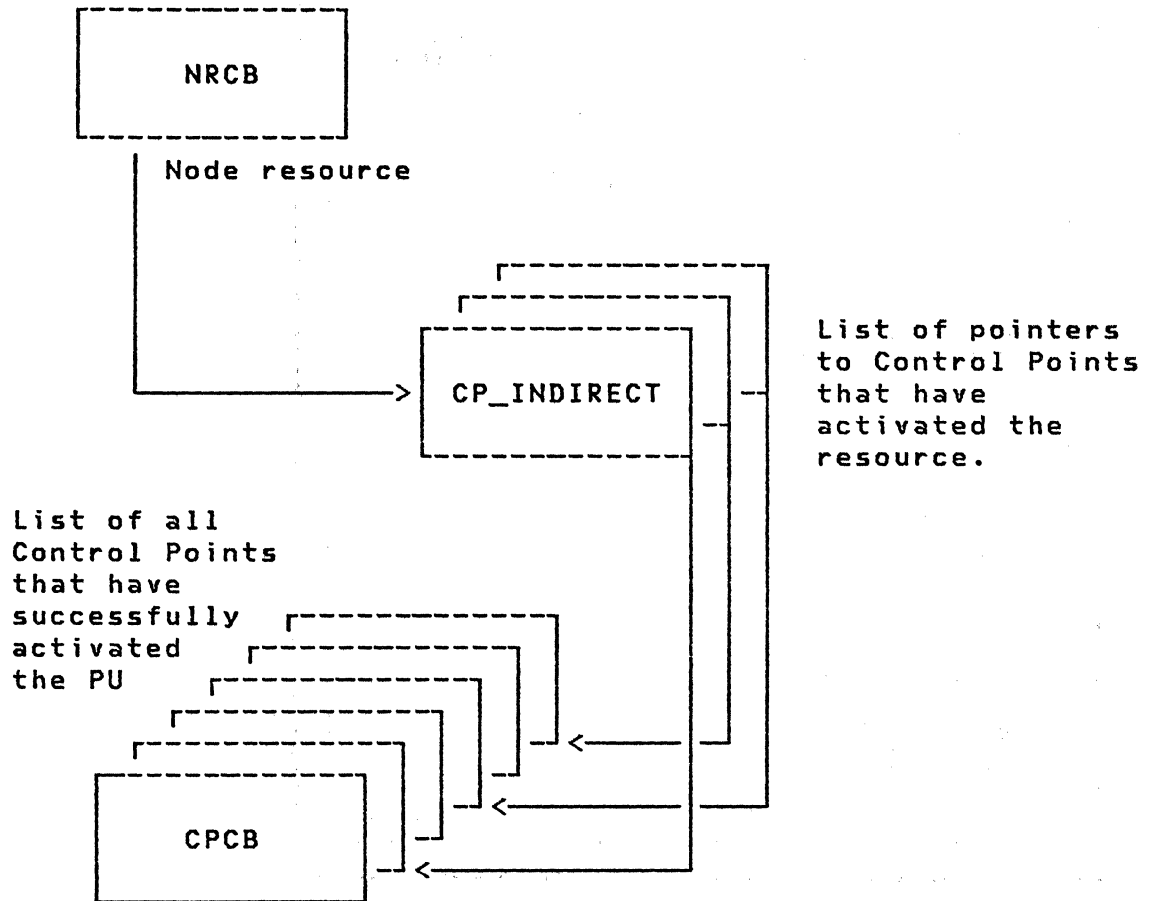 NRCB
Node resource
CP_INDIRECT
List of pointers
to Control Points
that have
activated the
resource.
List of all
Control Points
that have
successfully
activated
the PU
CPCB